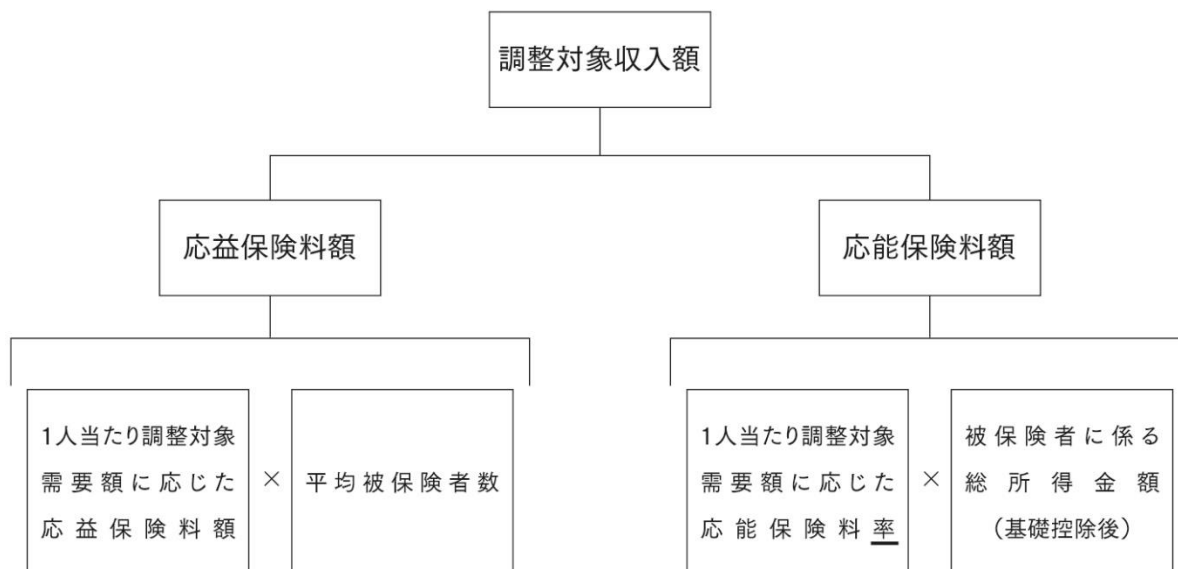 調整対象収入額
応益保険料額
応能保険料額
1人当たり調整対象
需要額に応じた
応益保険料額
×
平均被保険者数
1人当たり調整対象
需要額に応じた
応能保険料率
×
被保険者に係る
総所得金額
（基礎控除後）